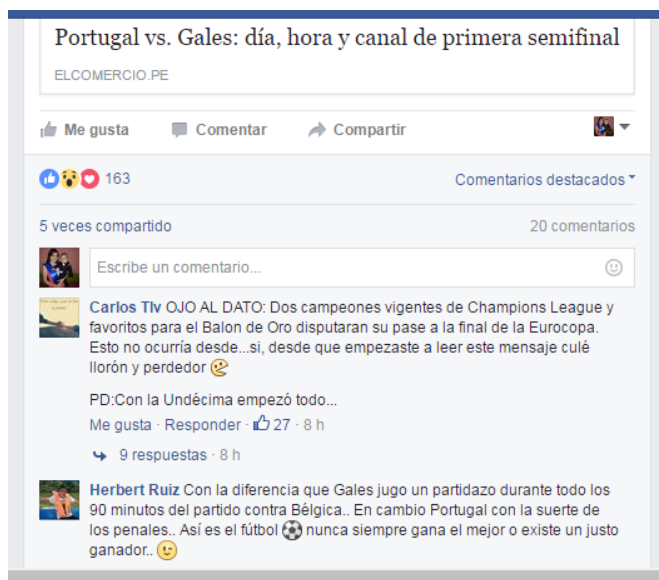 Portugal vs. Gales: día, hora y canal de primera semifinal
ELCOMERCIO.PE
Me gusta Comentar Compartir
163 Comentarios destacados
5 veces compartido 20 comentarios
Escribe un comentario...
Carlos Tlv OJO AL DATO: Dos campeones vigentes de Champions League y
favoritos para el Balon de Oro disputaran su pase a la final de la Eurocopa.
Esto no ocurría desde...si, desde que empezaste a leer este mensaje culé
llorón y perdedor
PD:Con la Undécima empezó todo...
Me gusta · Responder · 27 · 8 h
9 respuestas · 8 h
Herbert Ruiz Con la diferencia que Gales jugo un partidazo durante todo los
90 minutos del partido contra Bélgica.. En cambio Portugal con la suerte de
los penales.. Así es el fútbol ⚽ nunca siempre gana el mejor o existe un justo
ganador.. 😉